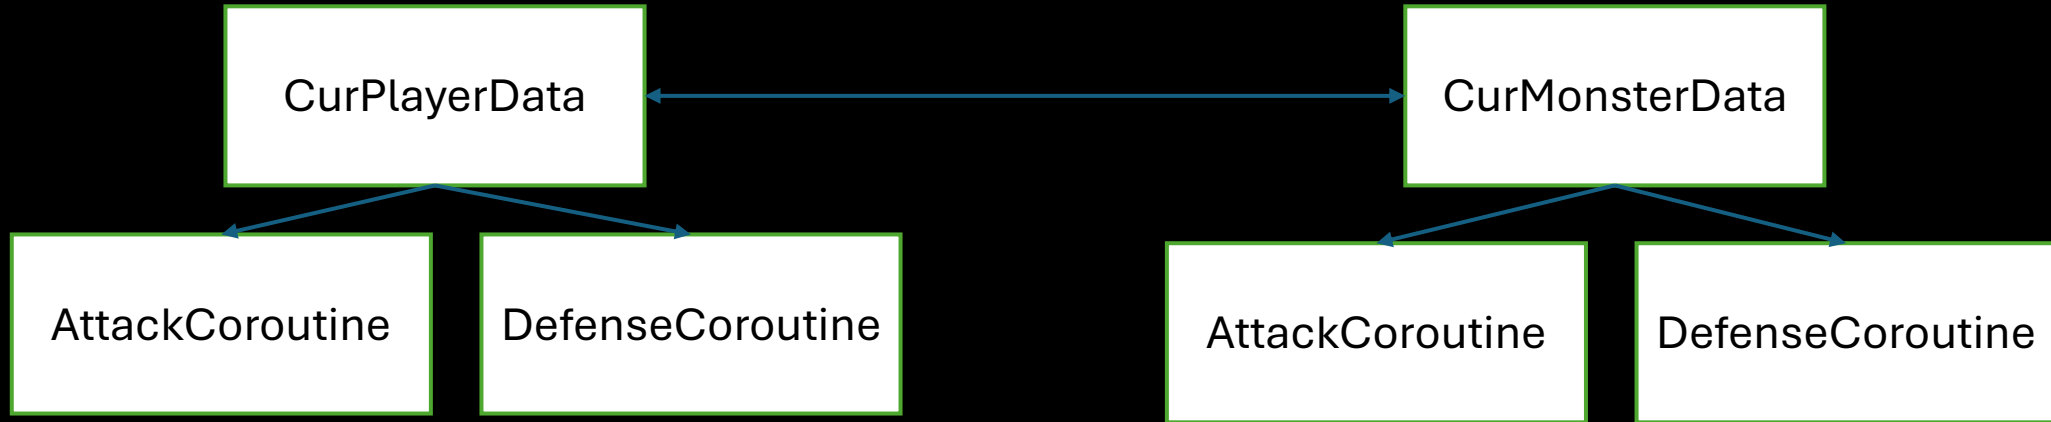 CurPlayerData
CurMonsterData
AttackCoroutine
DefenseCoroutine
AttackCoroutine
DefenseCoroutine